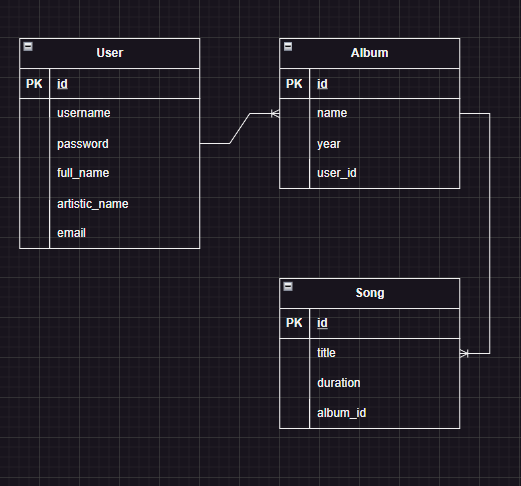 User
PK id
username
password
full_name
artistic_name
email
Album
PK id
name
year
user_id
Song
PK id
title
duration
album_id